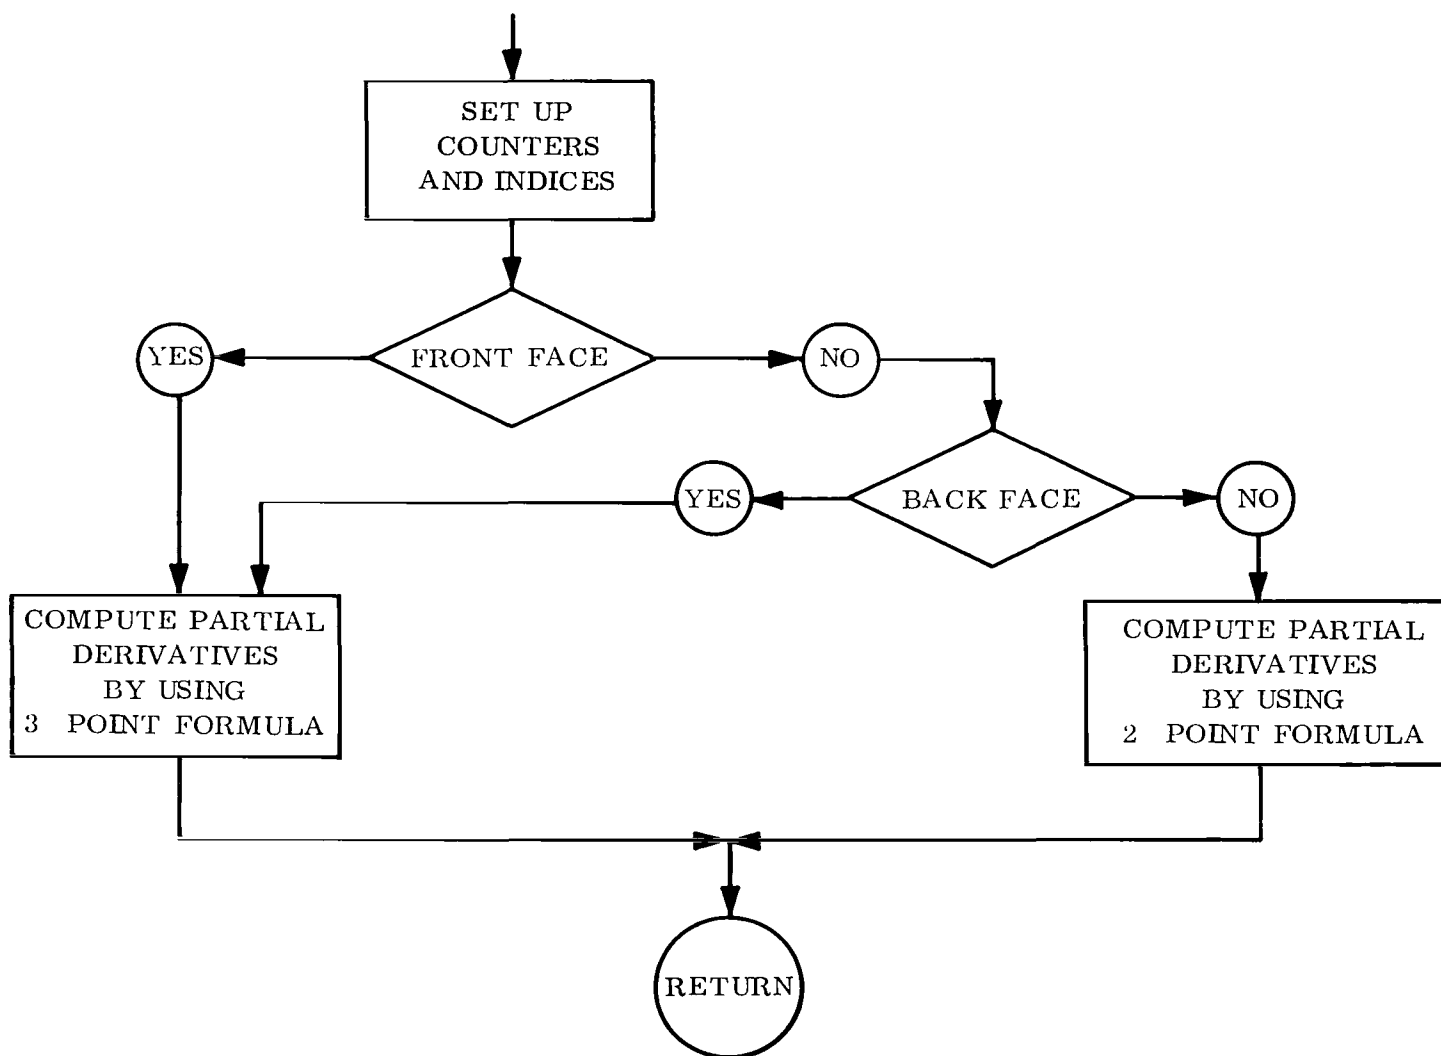 SET UP
COUNTERS
AND INDICES
YES
FRONT FACE
NO
YES
BACK FACE
NO
COMPUTE PARTIAL
DERIVATIVES
BY USING
3 POINT FORMULA
COMPUTE PARTIAL
DERIVATIVES
BY USING
2 POINT FORMULA
RETURN